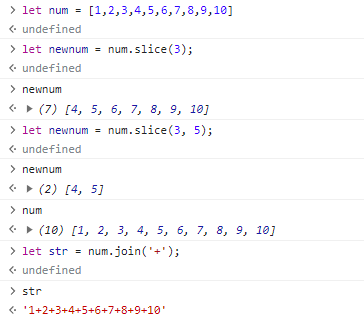 > let num = [1,2,3,4,5,6,7,8,9,10]
undefined
> let newnum = num.slice(3);
undefined
> newnum
(7) [4, 5, 6, 7, 8, 9, 10]
> let newnum = num.slice(3, 5);
undefined
> newnum
(2) [4, 5]
> num
(10) [1, 2, 3, 4, 5, 6, 7, 8, 9, 10]
> let str = num.join('+');
undefined
> str
'1+2+3+4+5+6+7+8+9+10'